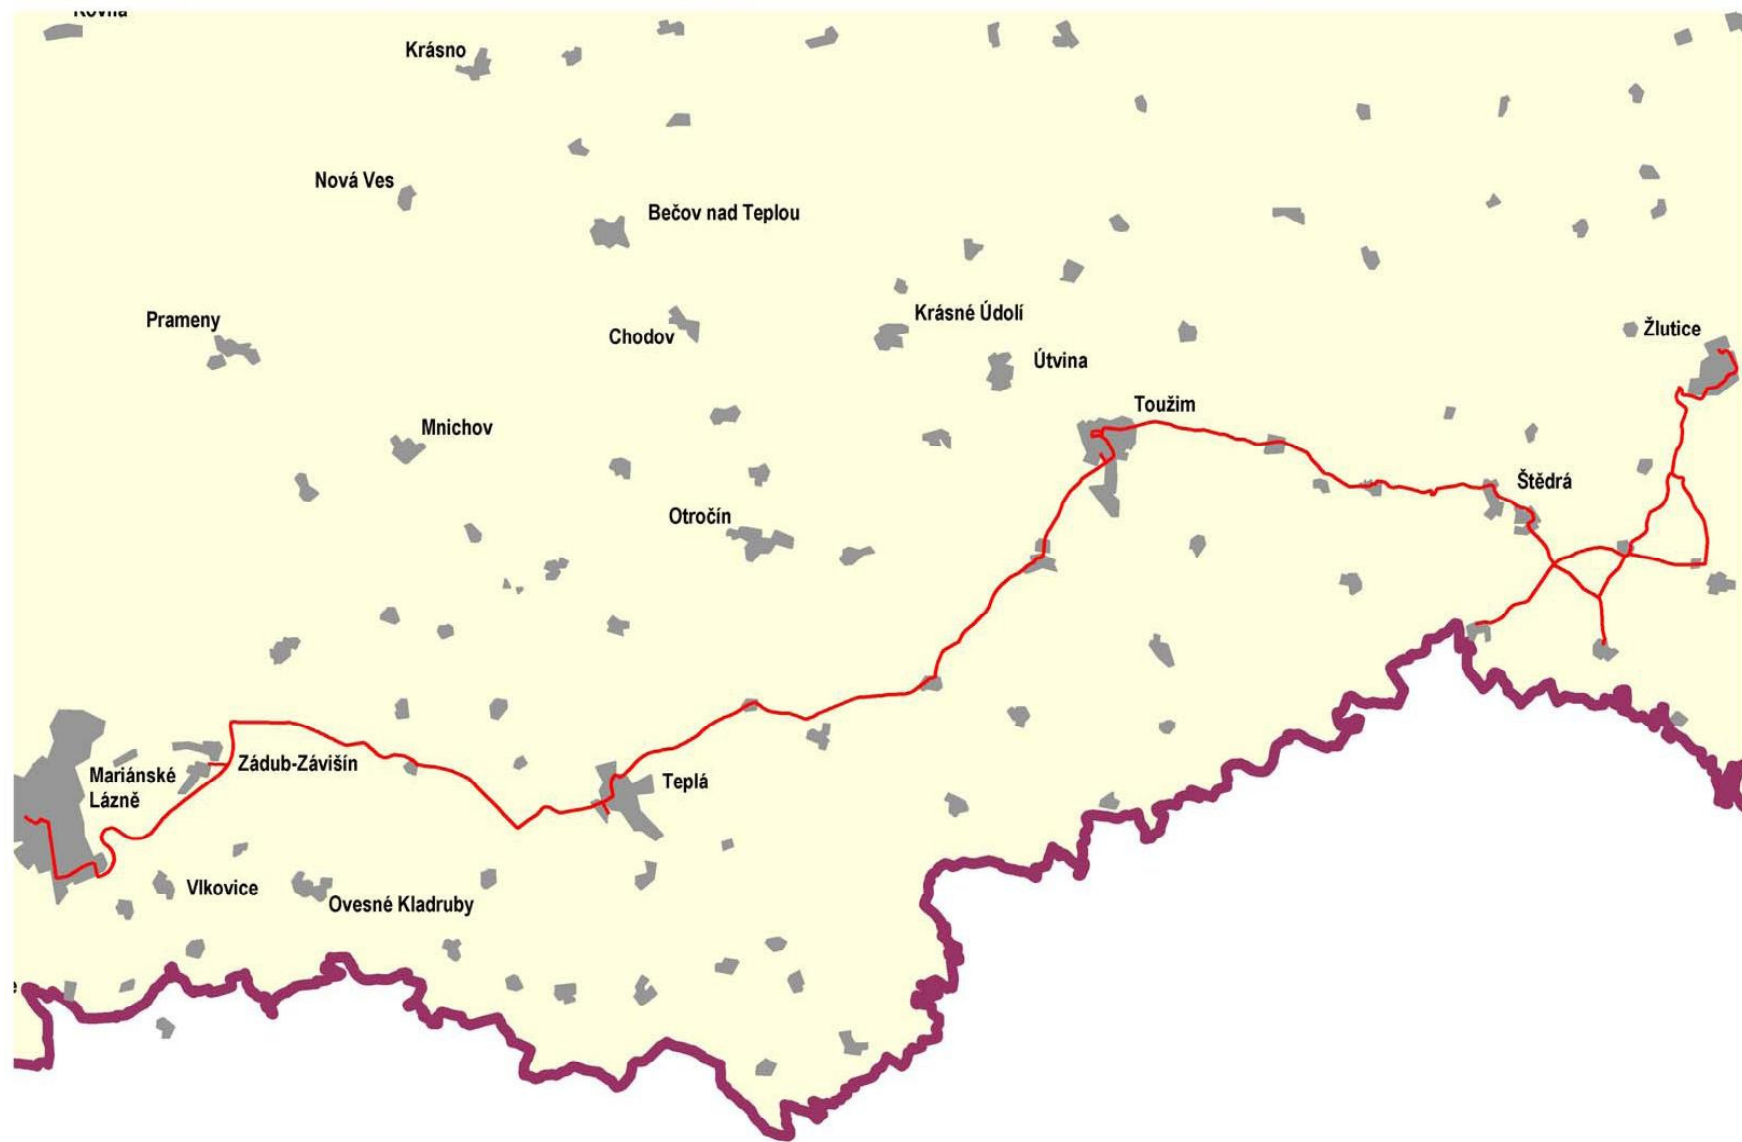 Krásno
Nová Ves
Bečov nad Teplou
Prameny
Chodov
Krásné Údolí
Žlutice
Útvina
Toužim
Mnichov
Štědrá
Otročín
Mariánské
Lázně
Zádub-Závišín
Teplá
Vlkovice
Ovesné Kladruby